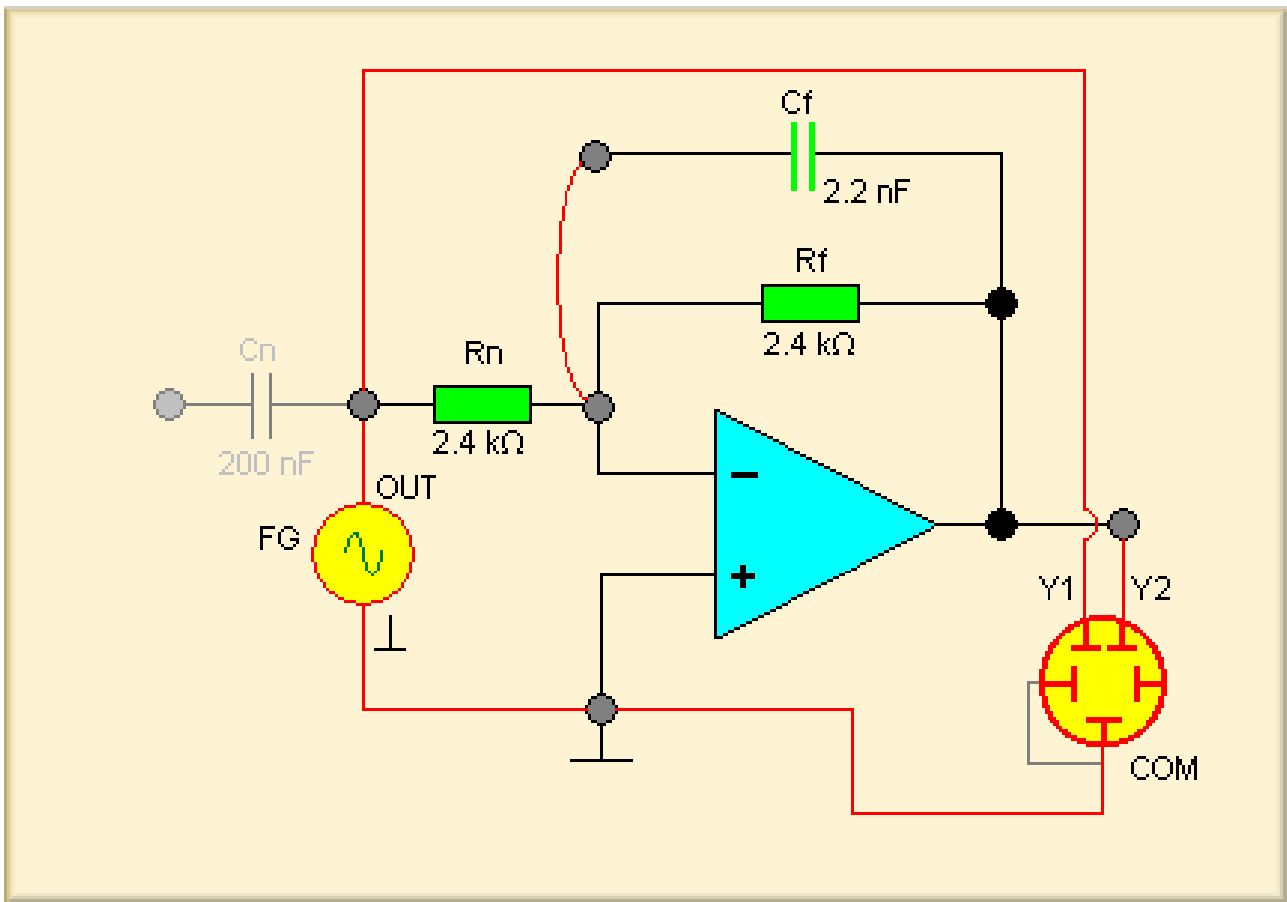 Cf
2.2 nF
Rf
2.4 kΩ
Cn
200 nF
Rn
2.4 kΩ
OUT
FG
−
+
Y1
Y2
COM